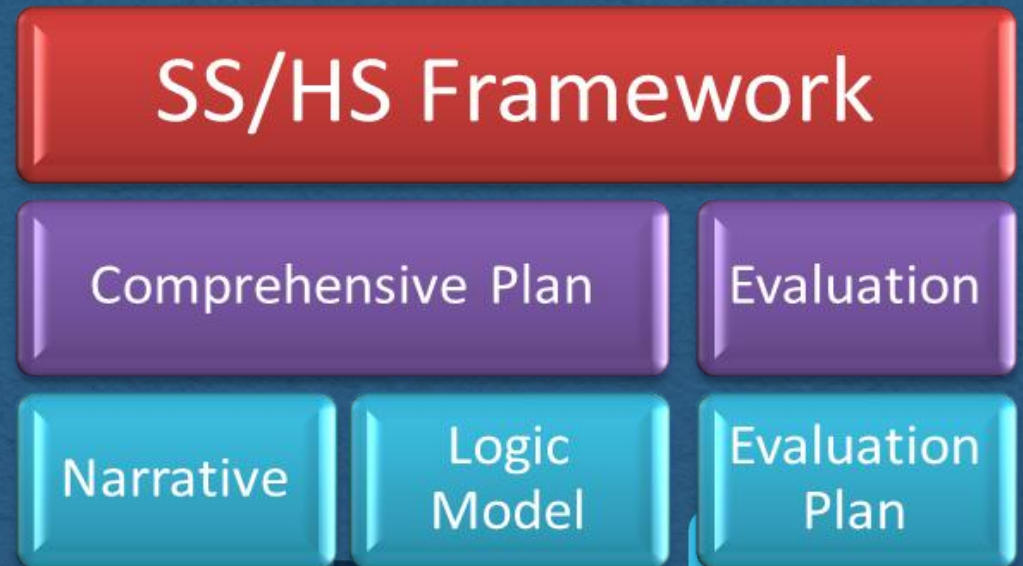 SS/HS Framework
Comprehensive Plan
Evaluation
Narrative
Logic
Model
Evaluation
Plan